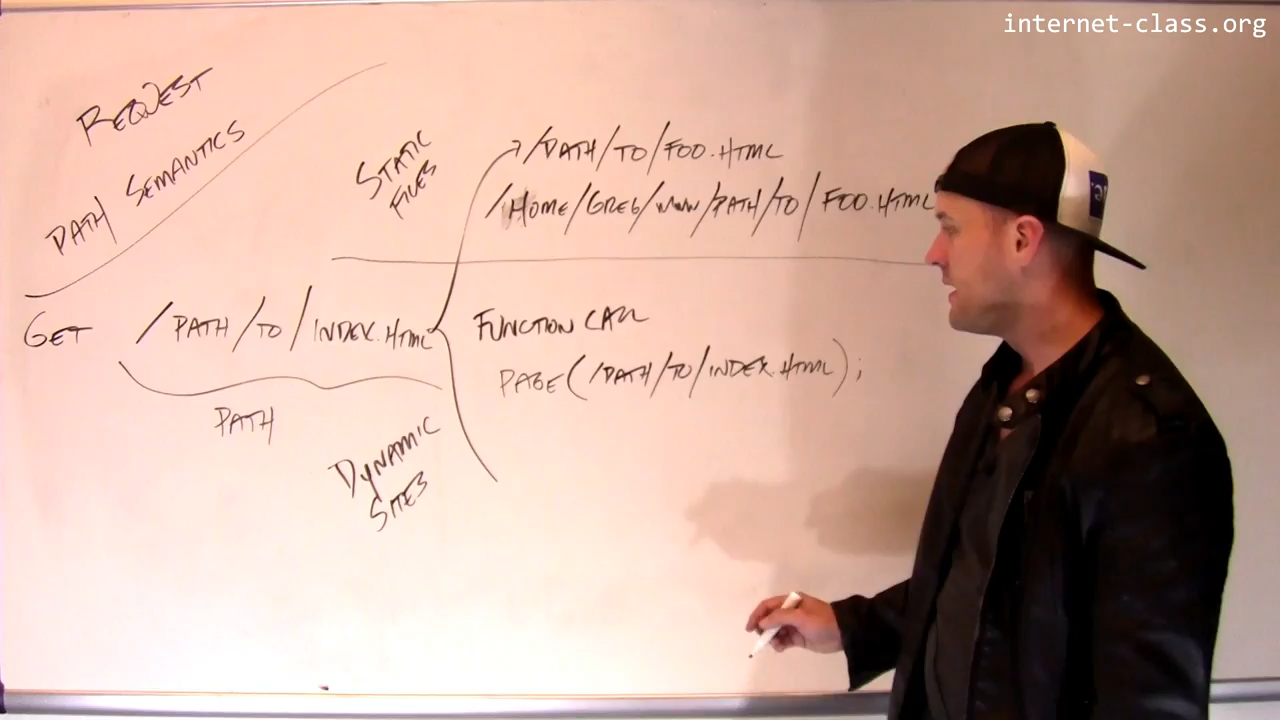 internet-class.org
REQUEST
PATH SEMANTICS
STATIC
FILES
/PATH/TO/FOO.HTML
/HOME/GREG/WWW/PATH/TO/FOO.HTML
GET /PATH/TO/INDEX.HTML
PATH
FUNCTION CALL
PAGE(/PATH/TO/INDEX.HTML);
DYNAMIC
SITES